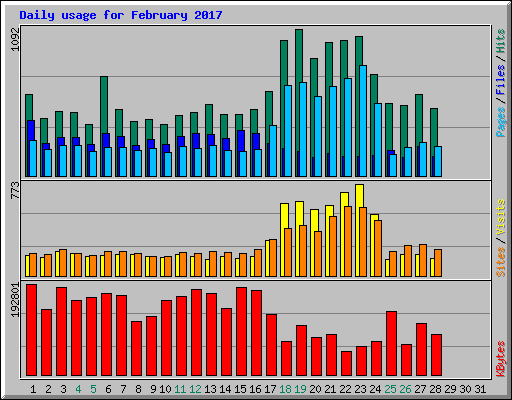 Daily usage for February 2017
1092
Pages / Files / Hits
773
Sites / Visits
192801
KBytes
1 2 3 4 5 6 7 8 9 10 11 12 13 14 15 16 17 18 19 20 21 22 23 24 25 26 27 28 29 30 31